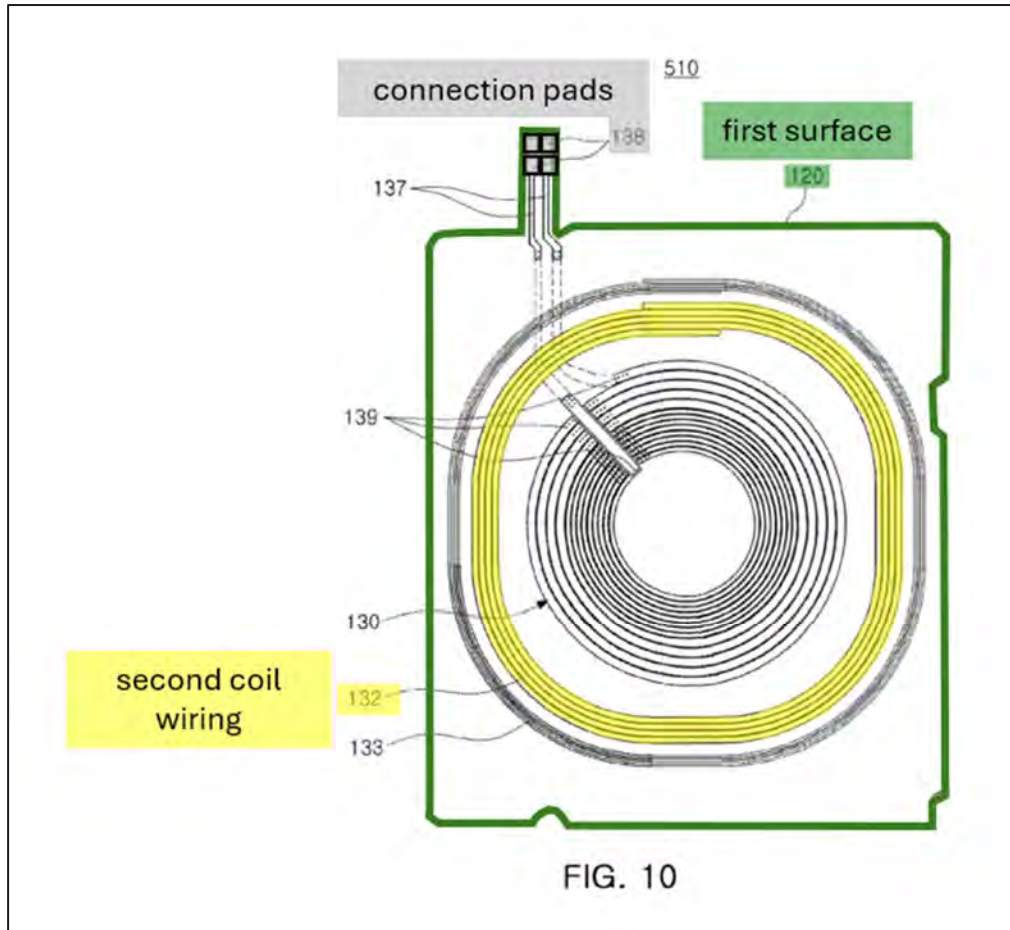 510
connection pads
138
first surface
120
137
139
130
second coil
wiring
132
133
FIG. 10